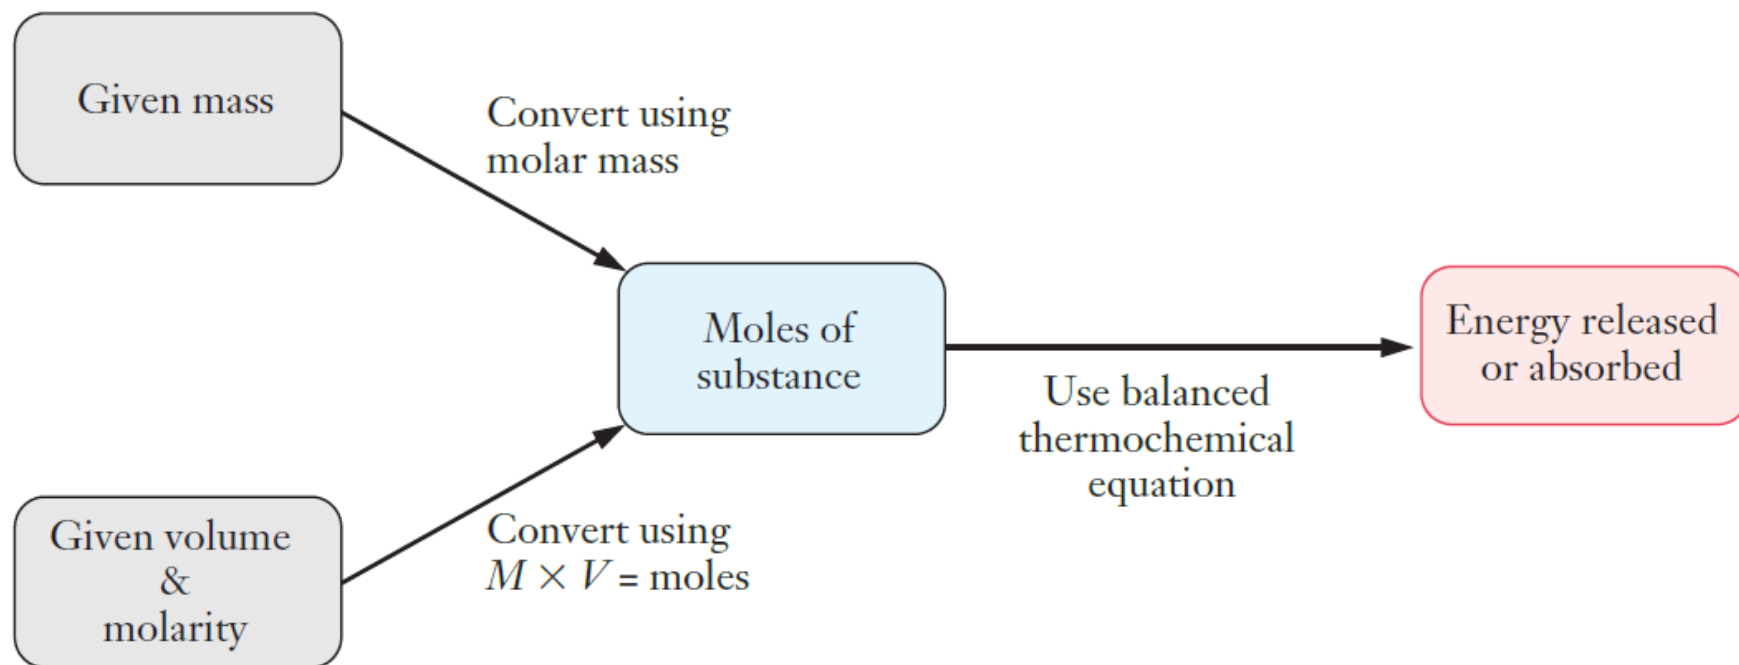 Given mass
Convert using
molar mass
Moles of
substance
Energy released
or absorbed
Use balanced
thermochemical
equation
Given volume
&
molarity
Convert using
M × V = moles